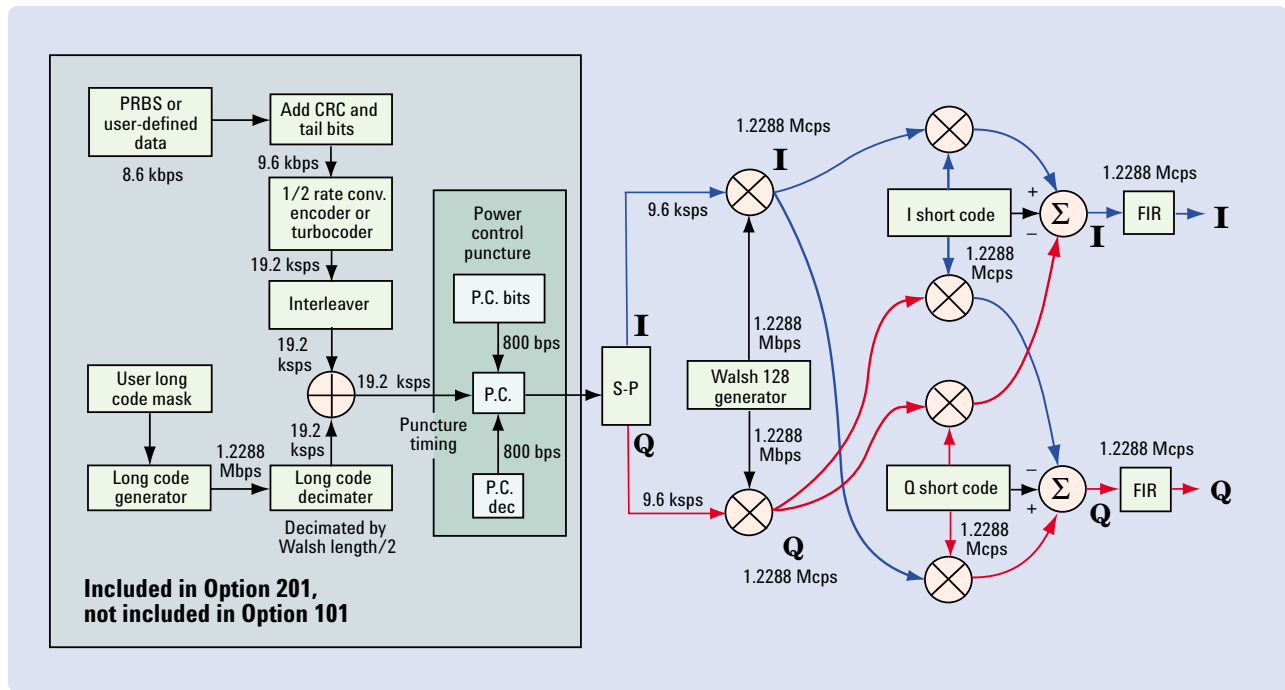 PRBS or
user-defined
data
8.6 kbps
Add CRC and
tail bits
9.6 kbps
1/2 rate conv.
encoder or
turbocoder
19.2 ksps
Interleaver
19.2
ksps
User long
code mask
Long code
generator
1.2288
Mbps
Long code
decimater
19.2
ksps
Decimated by
Walsh length/2
19.2 ksps
Puncture
timing
Power
control
puncture
P.C. bits
800 bps
P.C.
800 bps
P.C.
dec
Included in Option 201,
not included in Option 101
S-P
I
Q
9.6 ksps
9.6 ksps
1.2288 Mcps
I
1.2288
Mbps
Walsh 128
generator
1.2288
Mbps
Q
1.2288 Mcps
I short code
1.2288
Mcps
+
−
Σ
I
1.2288 Mcps
FIR
I
Q short code
1.2288
Mcps
−
+
Σ
Q
1.2288 Mcps
FIR
Q